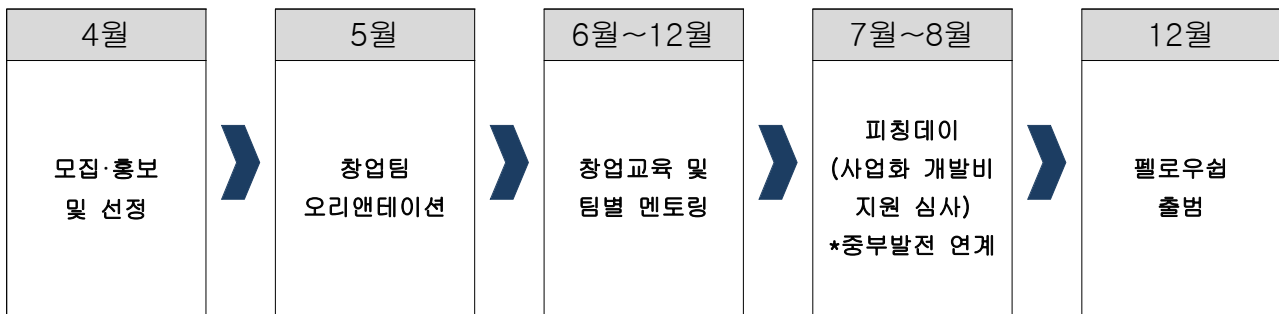 4월
모집·홍보
및 선정
5월
창업팀
오리앤테이션
6월~12월
창업교육 및
팀별 멘토링
7월~8월
피칭데이
(사업화 개발비
지원 심사)
*중부발전 연계
12월
펠로우쉽
출범